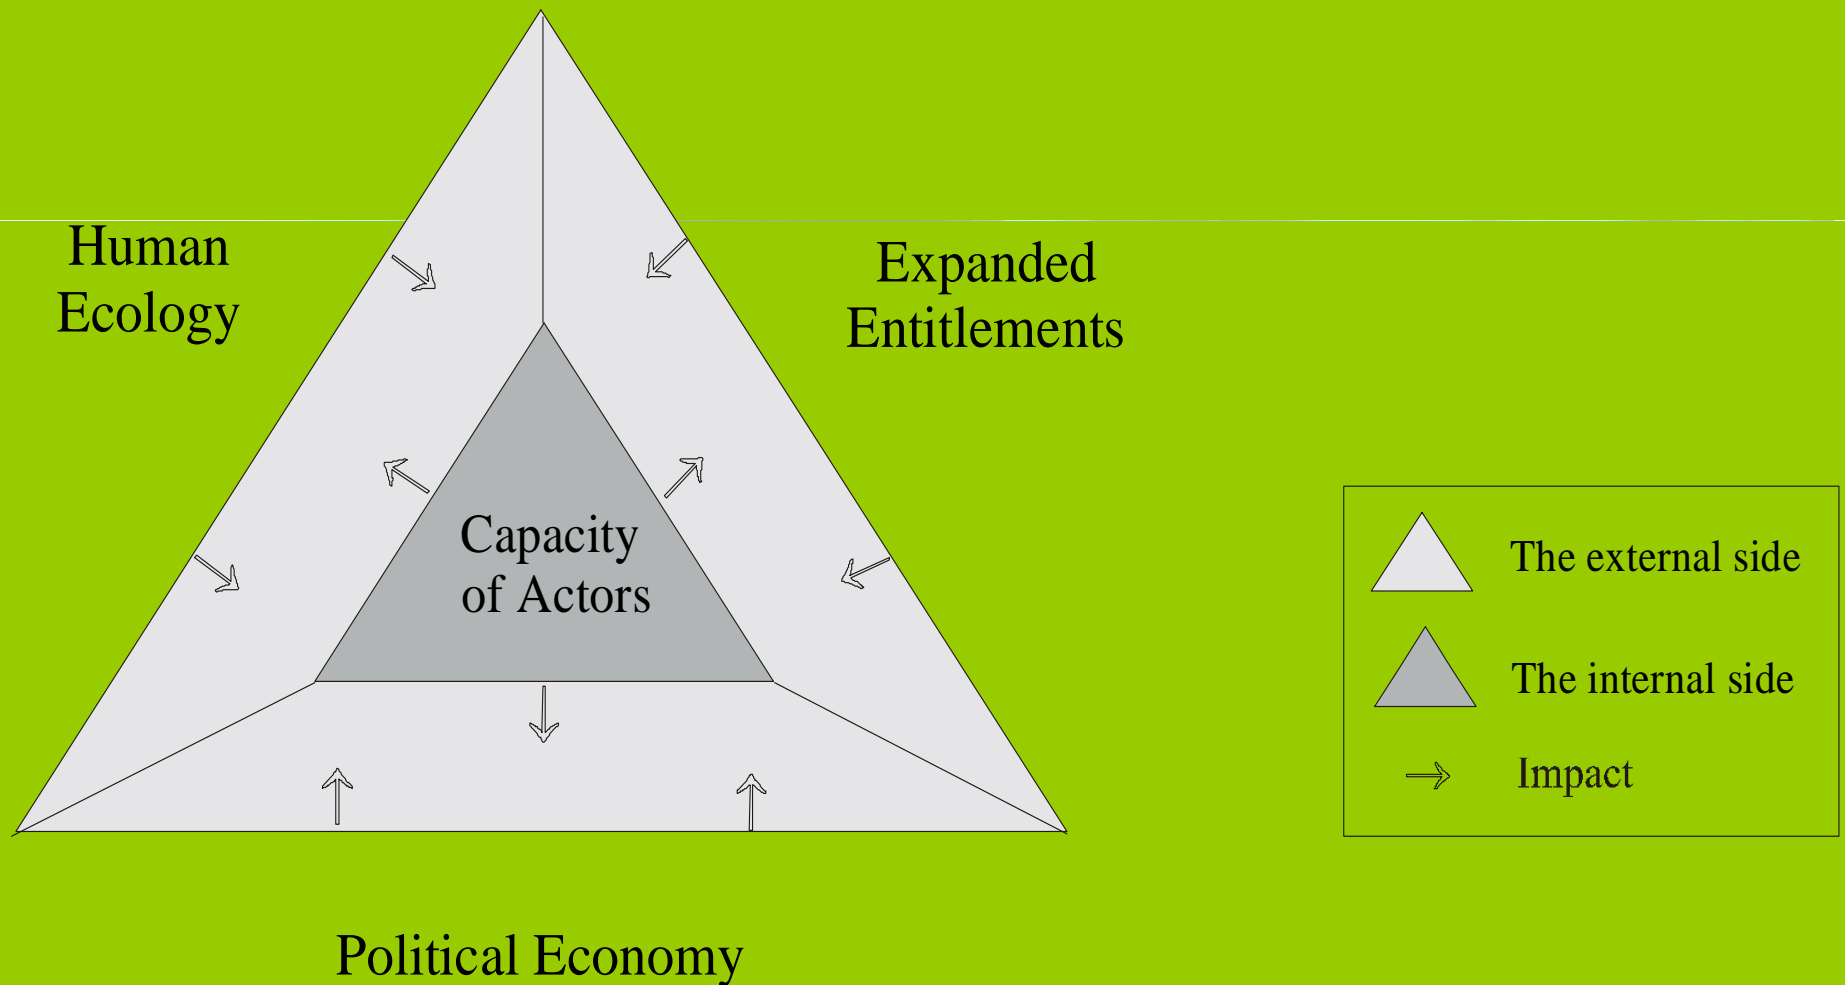 Human
Ecology
Expanded
Entitlements
Capacity
of Actors
Political Economy
The external side
The internal side
Impact